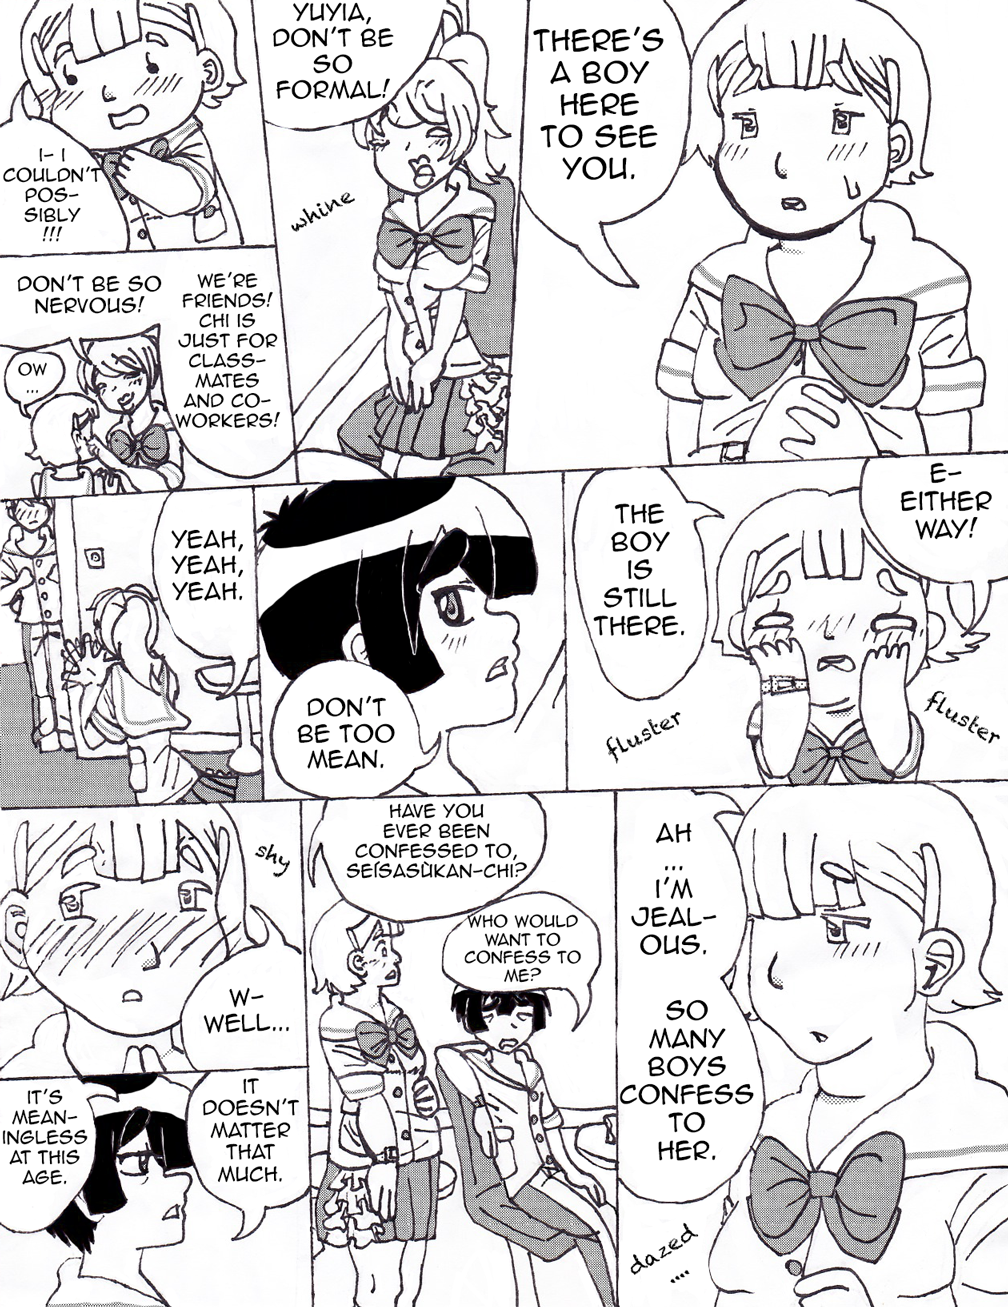 THERE'S
A BOY
HERE
TO SEE
YOU.
YUYIA,
DON'T BE
SO
FORMAL!
whine
I- I
COULDN'T
POS-
SIBLY
!!!
WE'RE
FRIENDS!
CHI IS
JUST FOR
CLASS-
MATES
AND CO-
WORKERS!
DON'T BE SO
NERVOUS!
OW
...
E-
EITHER
WAY!
THE
BOY
IS
STILL
THERE.
fluster
fluster
DON'T
BE TOO
MEAN.
YEAH,
YEAH,
YEAH.
AH
...
I'M
JEAL-
OUS.
SO
MANY
BOYS
CONFESS
TO
HER.
dazed
....
HAVE YOU
EVER BEEN
CONFESSED TO,
SEÍSASÙKAN-CHI?
WHO WOULD
WANT TO
CONFESS TO
ME?
shy
W-
WELL...
IT
DOESN'T
MATTER
THAT
MUCH.
IT'S
MEAN-
INGLESS
AT THIS
AGE.